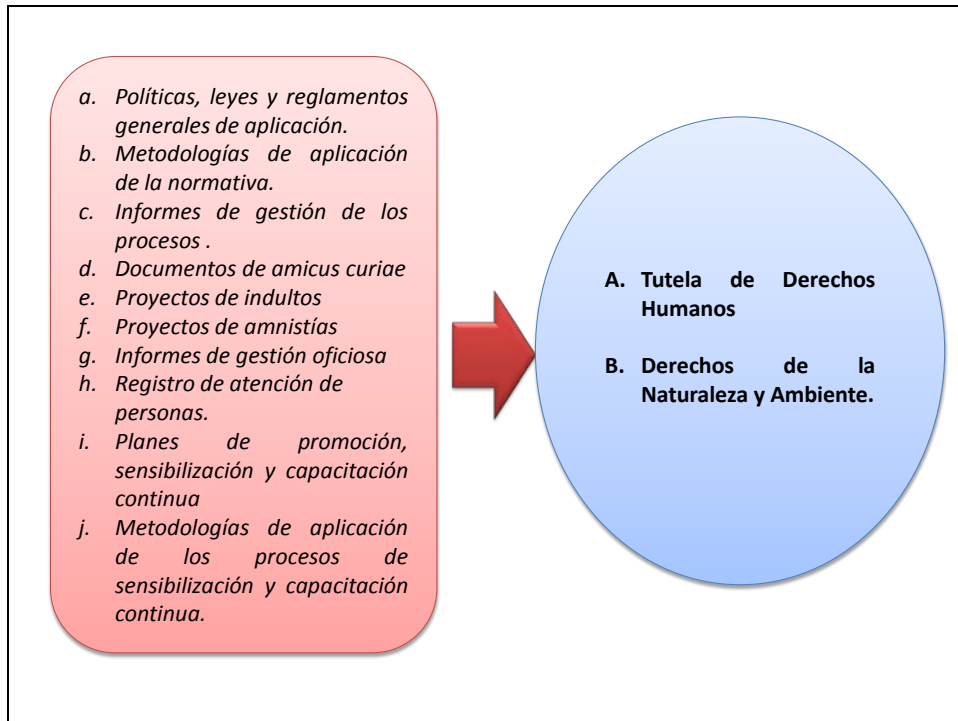 a. Políticas, leyes y reglamentos
generales de aplicación.
b. Metodologías de aplicación
de la normativa.
c. Informes de gestión de los
procesos .
d. Documentos de amicus curiae
e. Proyectos de indultos
f. Proyectos de amnistías
g. Informes de gestión oficiosa
h. Registro de atención de
personas.
i. Planes de promoción,
sensibilización y capacitación
continua
j. Metodologías de aplicación
de los procesos de
sensibilización y capacitación
continua.
A. Tutela de Derechos
Humanos
B. Derechos de la
Naturaleza y Ambiente.